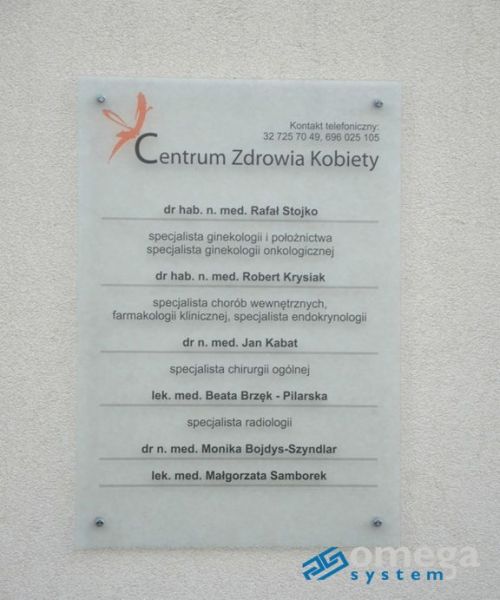 Kontakt telefoniczny:
32 725 70 49, 696 025 105
Centrum Zdrowia Kobiety
dr hab. n. med. Rafał Stojko
specjalista ginekologii i położnictwa
specjalista ginekologii onkologicznej
dr hab. n. med. Robert Krysiak
specjalista chorób wewnętrznych,
farmakologii klinicznej, specjalista endokrynologii
dr n. med. Jan Kabat
specjalista chirurgii ogólnej
lek. med. Beata Brzęk - Pilarska
specjalista radiologii
dr n. med. Monika Bojdys-Szyndlar
lek. med. Małgorzata Samborek
omega
system